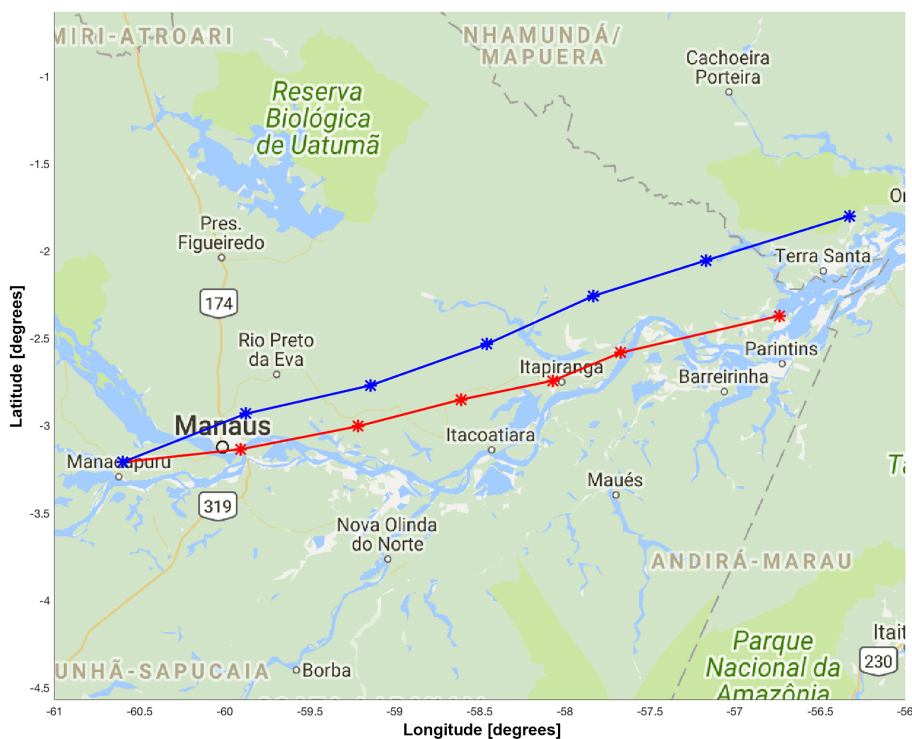 MIRI-ATROARI
NHAMUNDÁ/
MAPUERA
Cachoeira
Porteira
Reserva
Biológica
de Uatumã
Pres.
Figueiredo
Terra Santa
174
Rio Preto
da Eva
Itapiranga
Parintins
Barreirinha
Manaus
Itacoatiara
Manacapuru
319
Maués
Nova Olinda
do Norte
ANDIRÁ-MARAU
Parque
Nacional da
Amazônia
Itait
230
UNHÃ-SAPUCAIA
Borba
-1
-1.5
-2
-2.5
-3
-3.5
-4
-4.5
Latitude [degrees]
-61
-60.5
-60
-59.5
-59
-58.5
-58
-57.5
-57
-56.5
-56
Longitude [degrees]